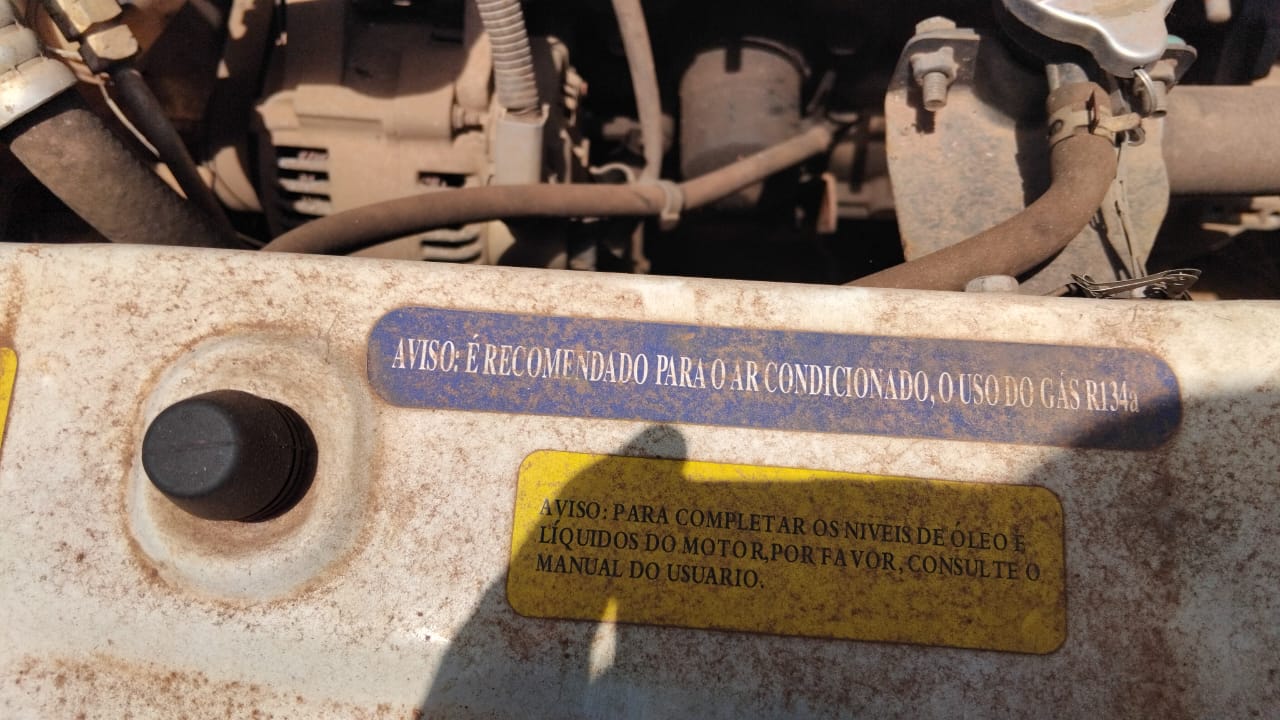 AVISO: É RECOMENDADO PARA O AR CONDICIONADO, O USO DO GÁS R134a
AVISO: PARA COMPLETAR OS NIVEIS DE ÓLEO E
LÍQUIDOS DO MOTOR, POR FAVOR, CONSULTE O
MANUAL DO USUARIO.